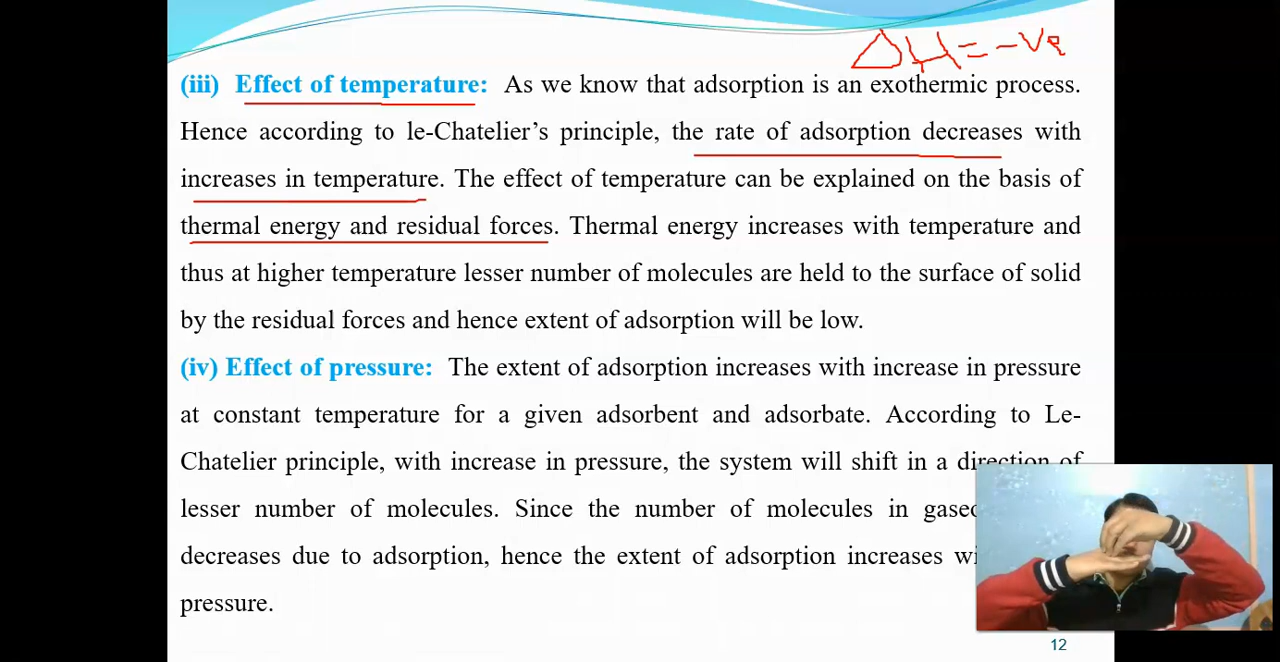 ΔH = -Ve
(iii) Effect of temperature: As we know that adsorption is an exothermic process.
Hence according to le-Chatelier’s principle, the rate of adsorption decreases with
increases in temperature. The effect of temperature can be explained on the basis of
thermal energy and residual forces. Thermal energy increases with temperature and
thus at higher temperature lesser number of molecules are held to the surface of solid
by the residual forces and hence extent of adsorption will be low.
(iv) Effect of pressure: The extent of adsorption increases with increase in pressure
at constant temperature for a given adsorbent and adsorbate. According to Le-
Chatelier principle, with increase in pressure, the system will shift in a direction of
lesser number of molecules. Since the number of molecules in
decreases due to adsorption, hence the extent of adsorption increases
pressure.
12